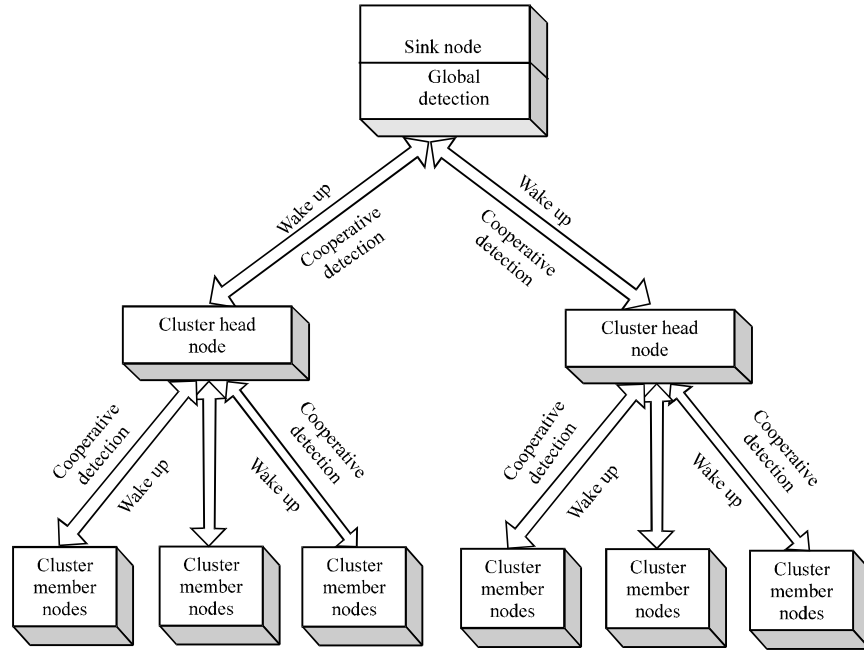 Sink node
Global
detection
Wake up
Cooperative
detection
Wake up
Cooperative
detection
Cluster head
node
Cluster head
node
Cooperative
detection
Wake up
Wake up
Cooperative
detection
Cooperative
detection
Wake up
Wake up
Cooperative
detection
Cluster
member
nodes
Cluster
member
nodes
Cluster
member
nodes
Cluster
member
nodes
Cluster
member
nodes
Cluster
member
nodes